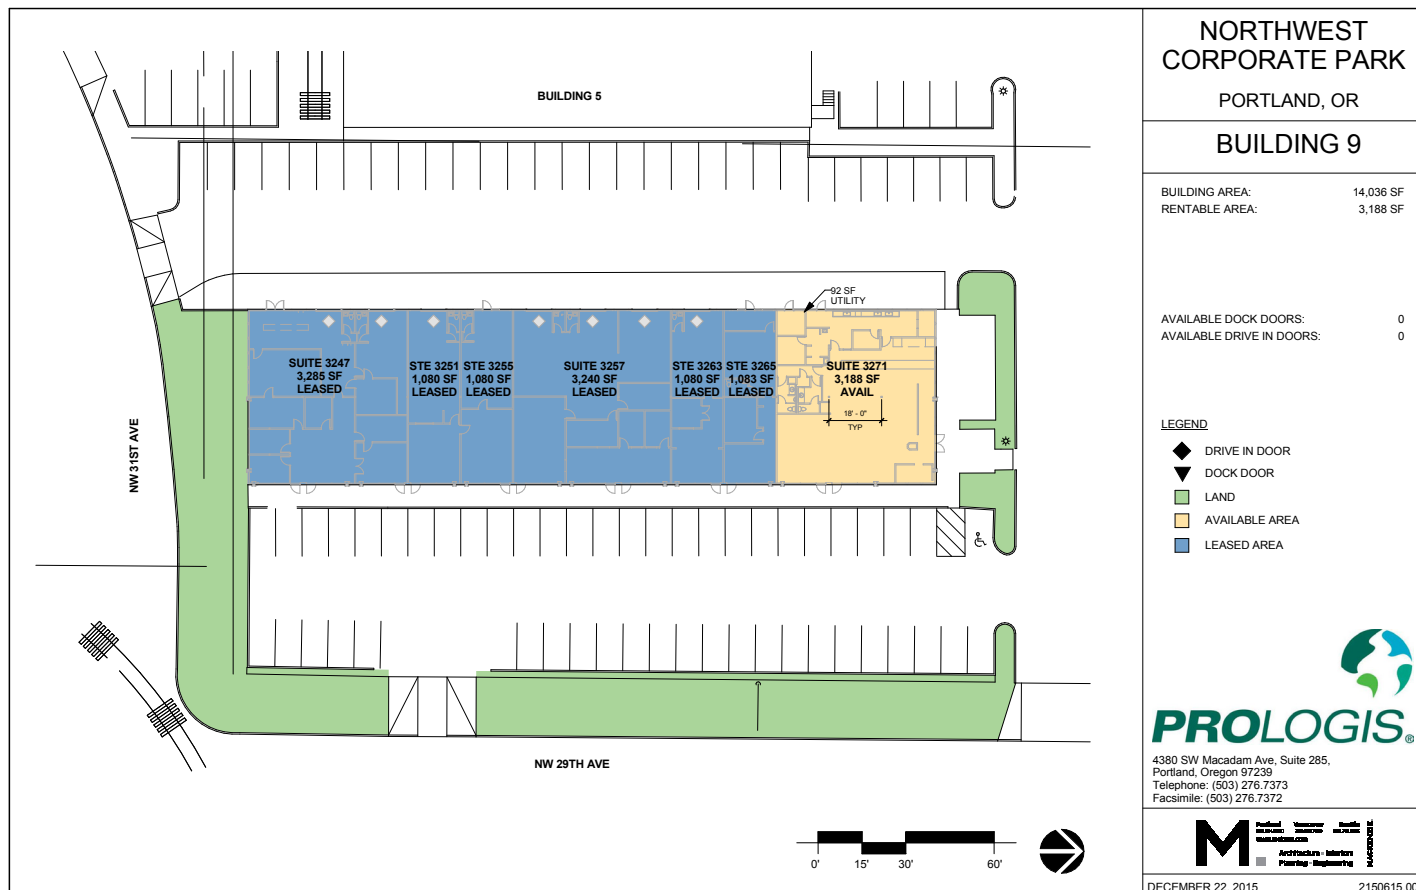 BUILDING 5
92 SF
UTILITY
SUITE 3247
3,285 SF
LEASED
STE 3251
1,080 SF
LEASED
STE 3255
1,080 SF
LEASED
SUITE 3257
3,240 SF
LEASED
STE 3263
1,080 SF
LEASED
STE 3265
1,083 SF
LEASED
SUITE 3271
3,188 SF
AVAIL
18' - 0"
TYP
NW 31ST AVE
NW 29TH AVE
0' 15' 30' 60'
NORTHWEST
CORPORATE PARK
PORTLAND, OR
BUILDING 9
BUILDING AREA: 14,036 SF
RENTABLE AREA: 3,188 SF
AVAILABLE DOCK DOORS: 0
AVAILABLE DRIVE IN DOORS: 0
LEGEND
DRIVE IN DOOR
DOCK DOOR
LAND
AVAILABLE AREA
LEASED AREA
PROLOGIS®
4380 SW Macadam Ave, Suite 285,
Portland, Oregon 97239
Telephone: (503) 276.7373
Facsimile: (503) 276.7372
M
Portland Vancouver Seattle
Architecture - Interiors
Planning - Engineering
MACKENZIE
DECEMBER 22, 2015 2150615.00